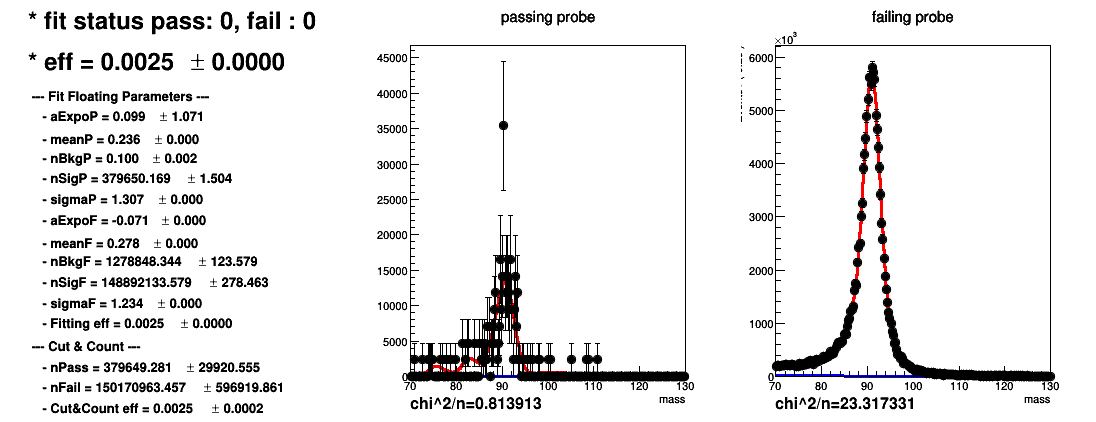 * fit status pass: 0, fail : 0
* eff = 0.0025 ± 0.0000
--- Fit Floating Parameters ---
- aExpoP = 0.099 ± 1.071
- meanP = 0.236 ± 0.000
- nBkgP = 0.100 ± 0.002
- nSigP = 379650.169 ± 1.504
- sigmaP = 1.307 ± 0.000
- aExpoF = -0.071 ± 0.000
- meanF = 0.278 ± 0.000
- nBkgF = 1278848.344 ± 123.579
- nSigF = 148892133.579 ± 278.463
- sigmaF = 1.234 ± 0.000
- Fitting eff = 0.0025 ± 0.0000
--- Cut & Count ---
- nPass = 379649.281 ± 29920.555
- nFail = 150170963.457 ± 596919.861
- Cut&Count eff = 0.0025 ± 0.0002
passing probe
45000
40000
35000
30000
25000
20000
15000
10000
5000
0
70 80 90 100 110 120 130
mass
chi^2/n=0.813913
failing probe
×10³
6000
5000
4000
3000
2000
1000
0
70 80 90 100 110 120 130
mass
chi^2/n=23.317331